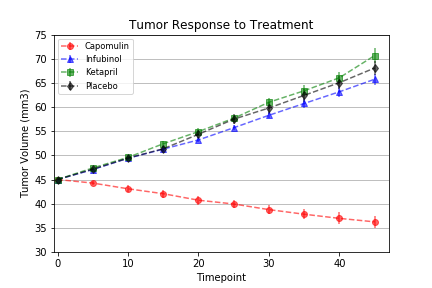 Tumor Response to Treatment
75
70
65
60
55
50
45
40
35
30
Tumor Volume (mm3)
Capomulin
Infubinol
Ketapril
Placebo
0 10 20 30 40
Timepoint